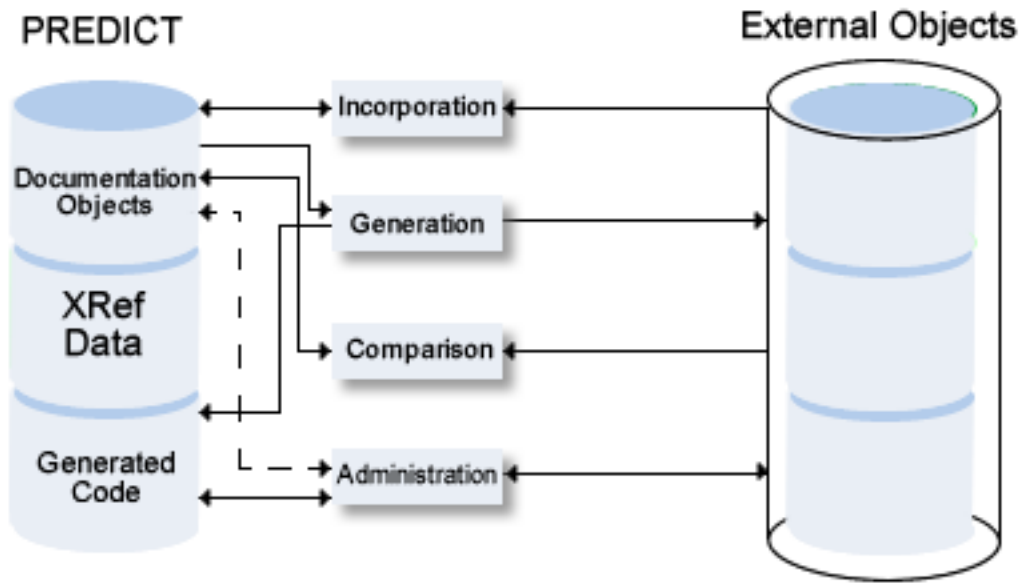 PREDICT
External Objects
Incorporation
Documentation
Objects
Generation
XRef
Data
Comparison
Generated
Code
Administration